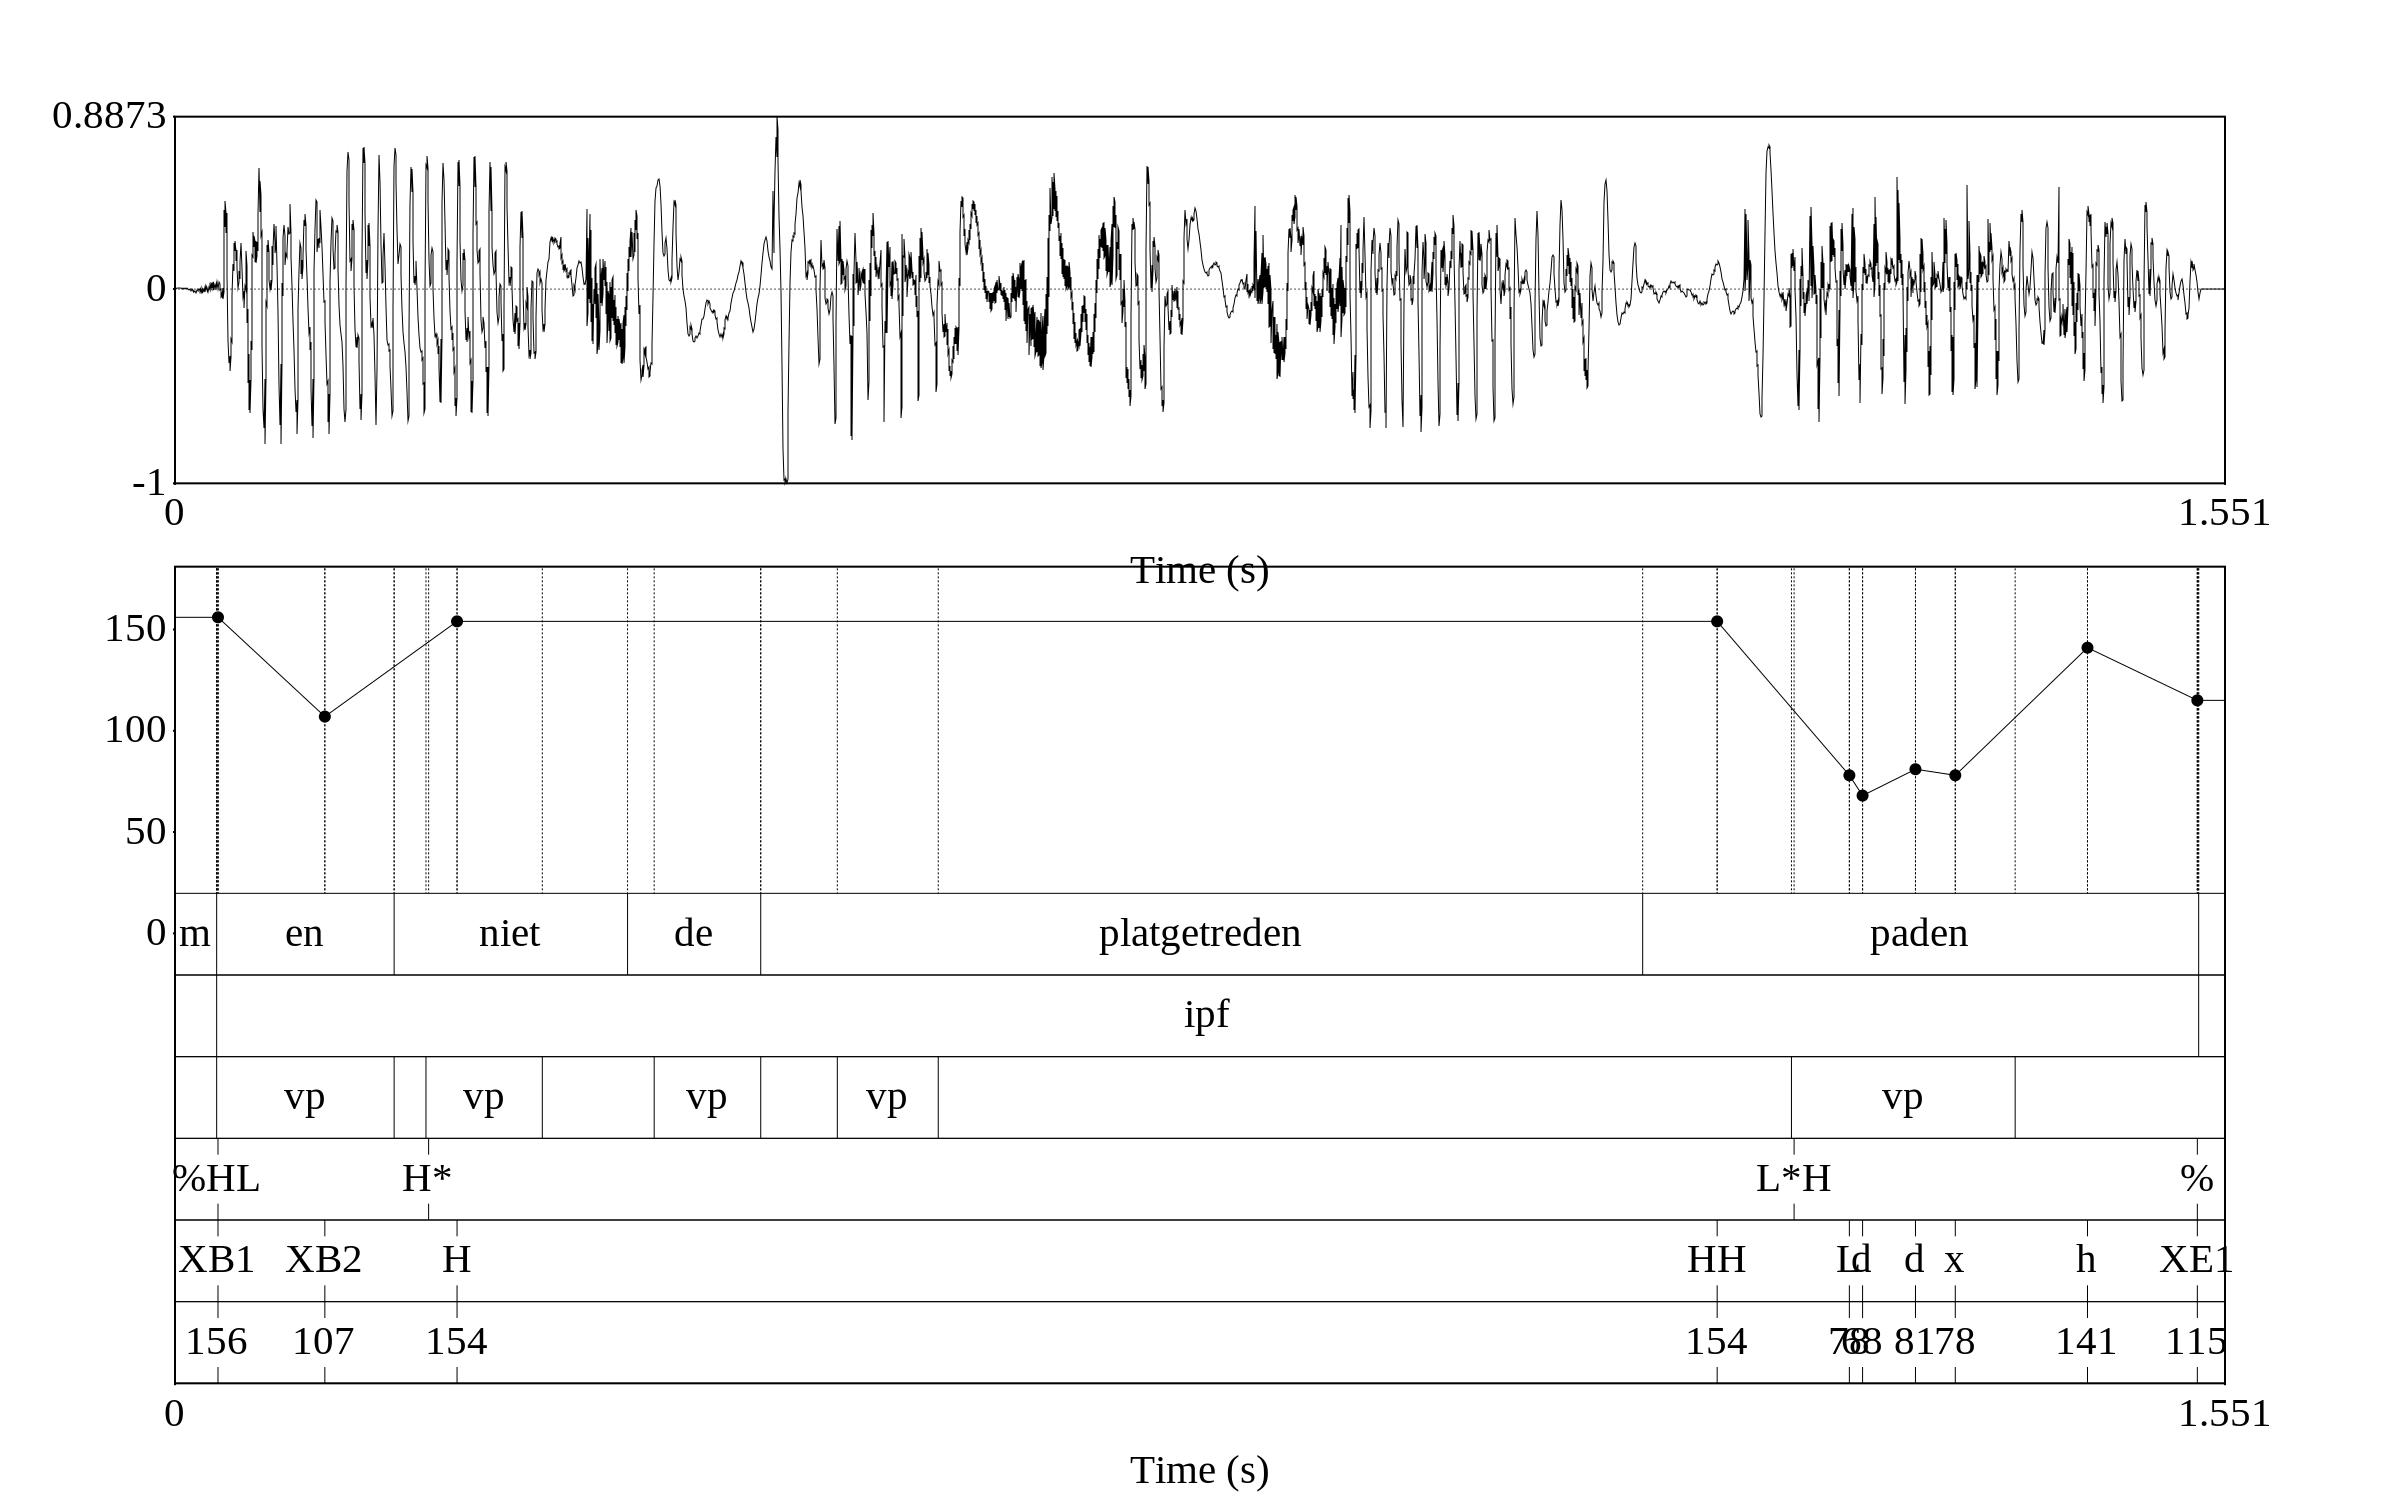 0.8873
0
-1
0 1.551
Time (s)
150
100
50
0
m en niet de platgetreden paden
ipf
vp vp vp vp vp
%HL H* L*H %
XB1 XB2 H HH L d d x h XE1
156 107 154 154 78 68 81 78 141 115
0 1.551
Time (s)